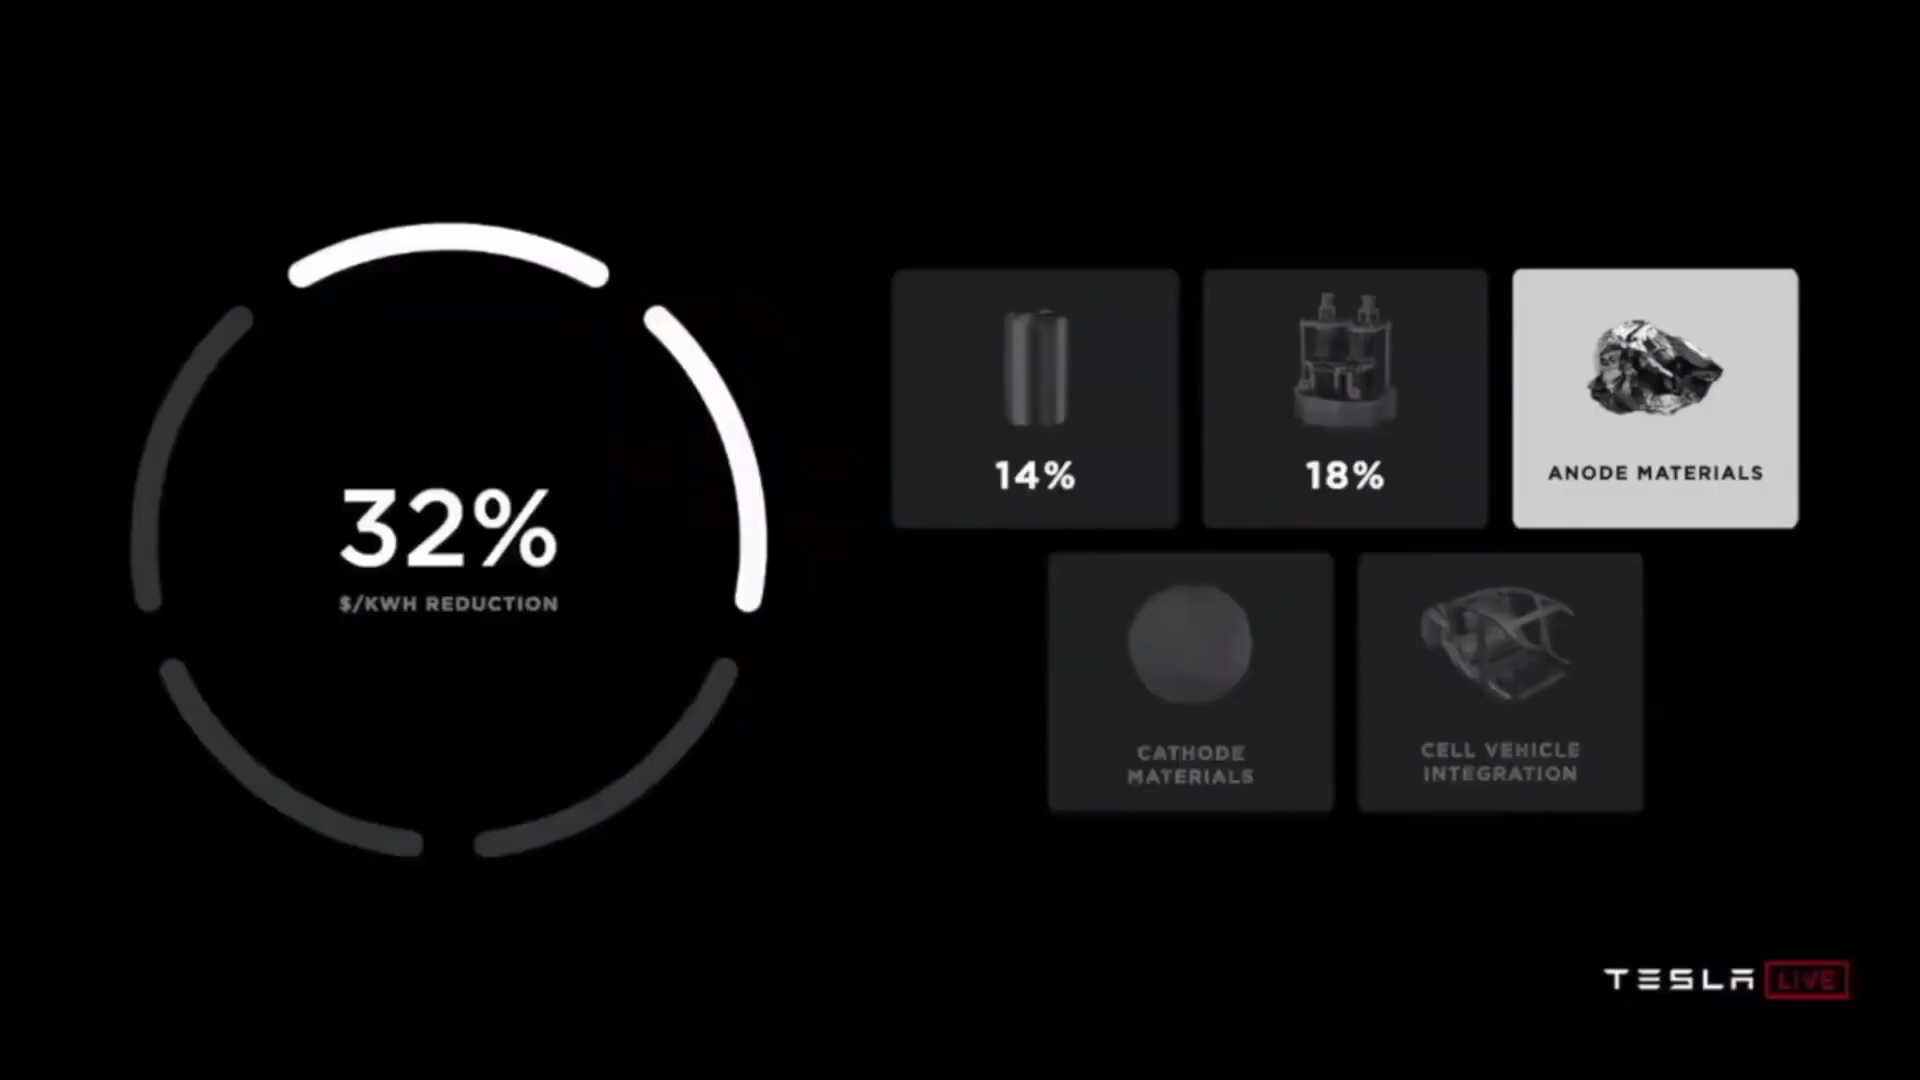 32%
$/KWH REDUCTION
14%
18%
ANODE MATERIALS
CATHODE
MATERIALS
CELL VEHICLE
INTEGRATION
TESLA LIVE